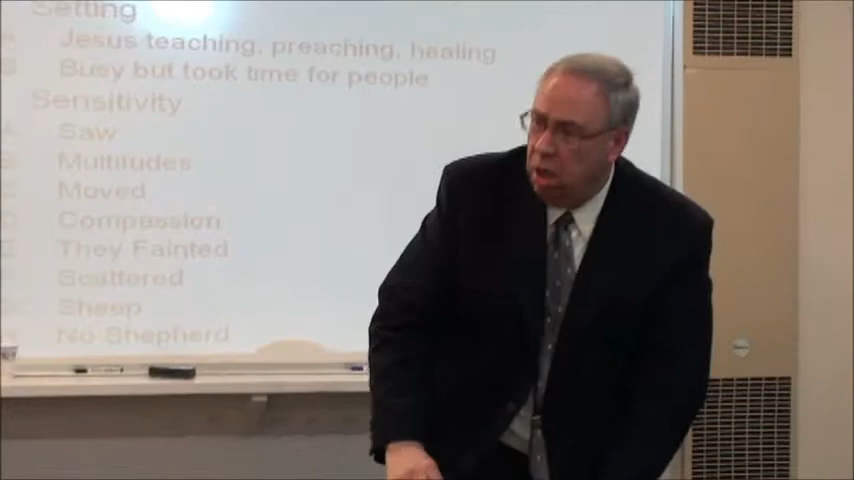 Setting
Jesus teaching, preaching, healing
Busy but took time for people
Sensitivity
Saw
Multitudes
Moved
Compassion
They Fainted
Scattered
Sheep
No Shepherd